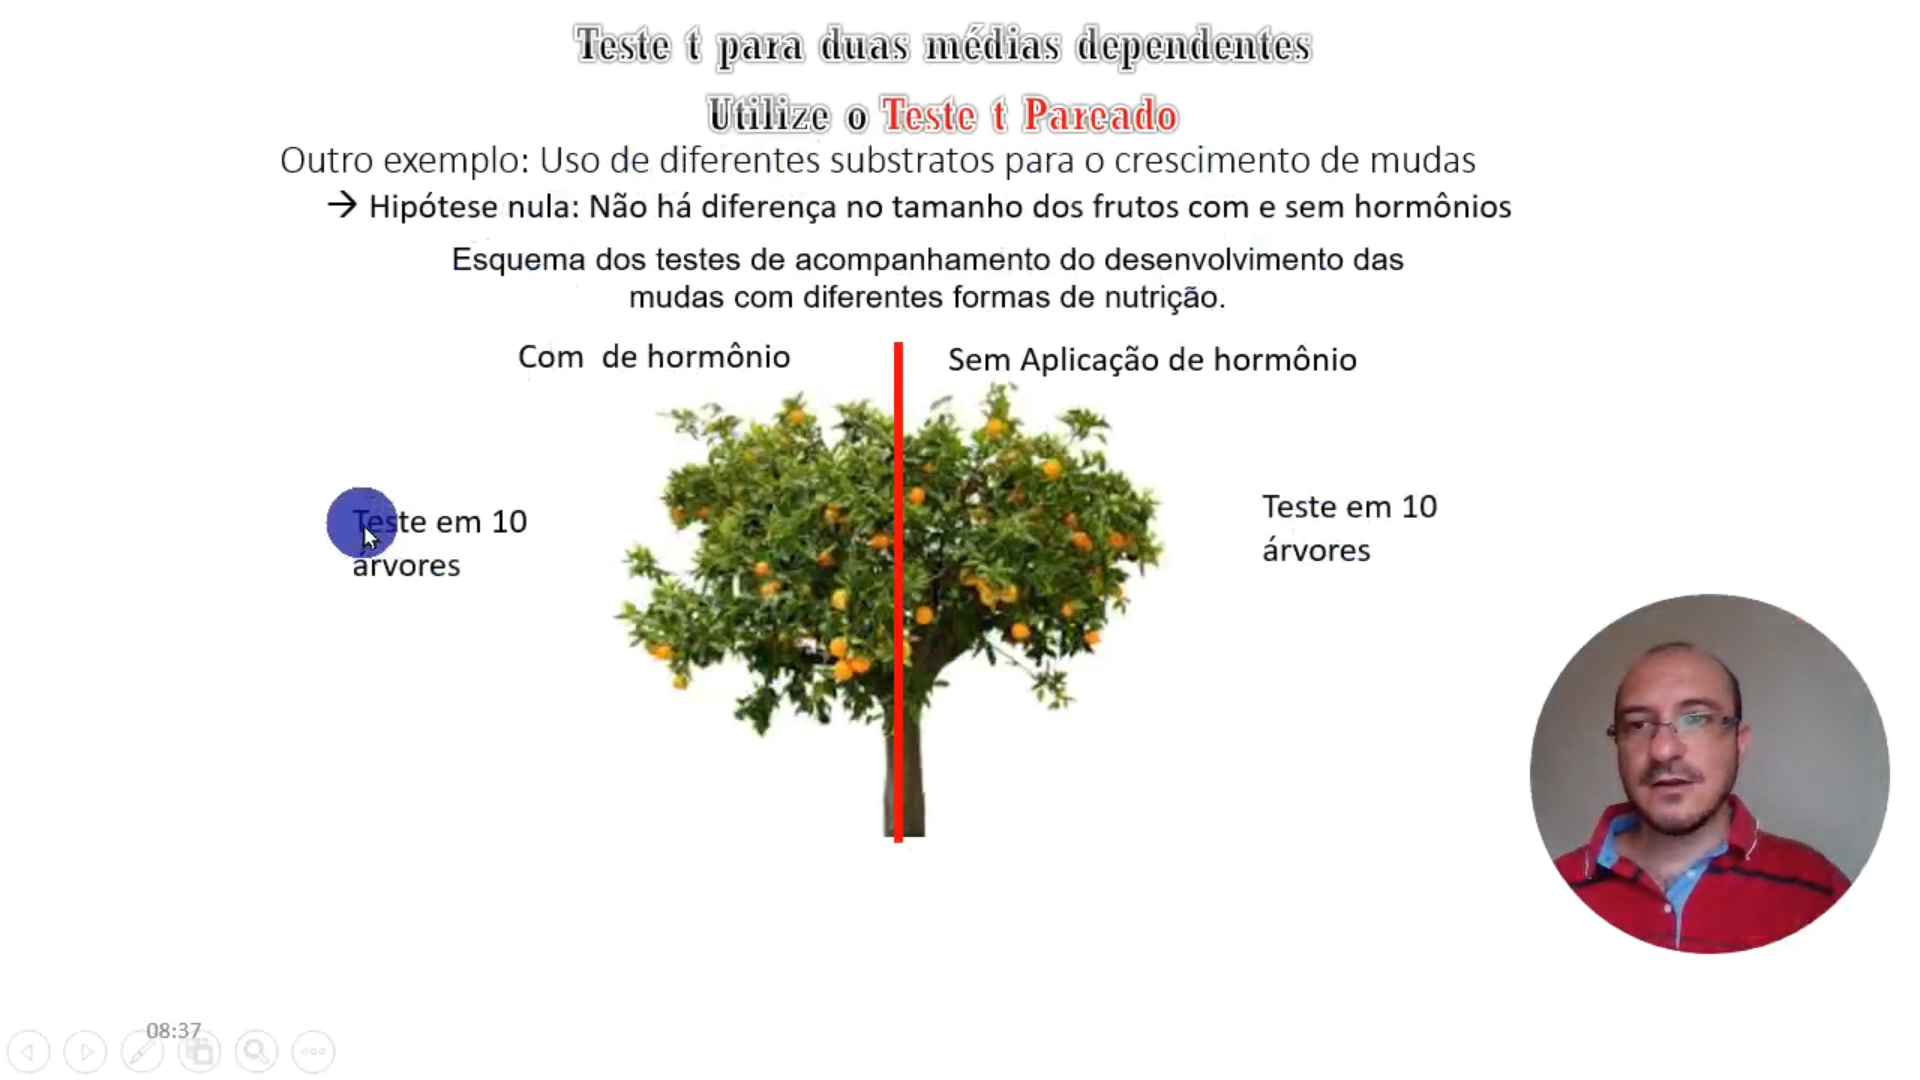 Teste t para duas médias dependentes
Utilize o Teste t Pareado
Outro exemplo: Uso de diferentes substratos para o crescimento de mudas
→ Hipótese nula: Não há diferença no tamanho dos frutos com e sem hormônios
Esquema dos testes de acompanhamento do desenvolvimento das
mudas com diferentes formas de nutrição.
Com de hormônio
Sem Aplicação de hormônio
Teste em 10
árvores
Teste em 10
árvores
08:37